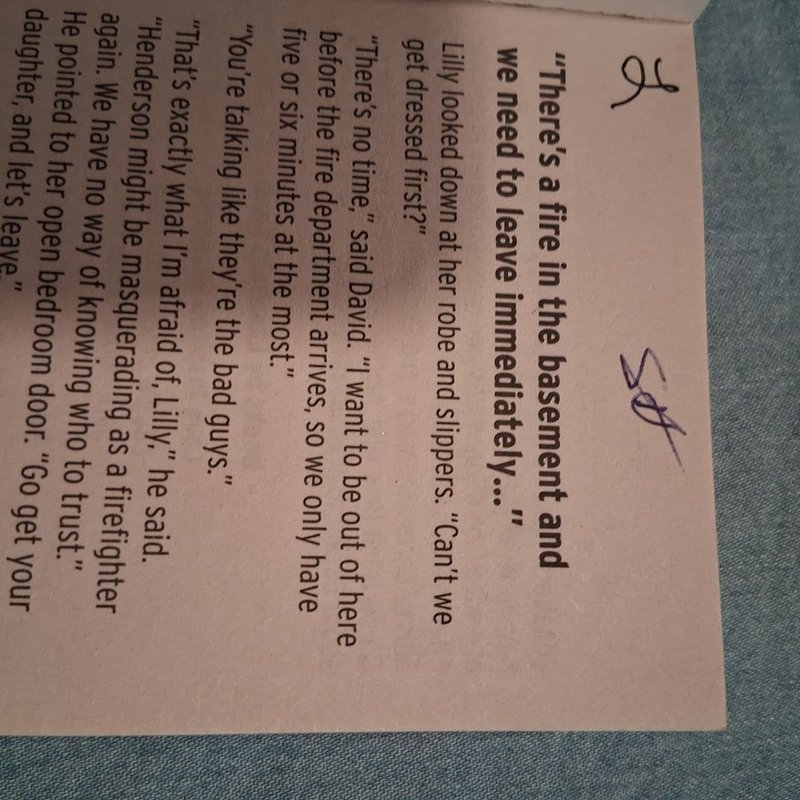 "There's a fire in the basement and
we need to leave immediately..."
Lilly looked down at her robe and slippers. "Can't we
get dressed first?"
"There's no time," said David. "I want to be out of here
before the fire department arrives, so we only have
five or six minutes at the most."
"You're talking like they're the bad guys."
"That's exactly what I'm afraid of, Lilly," he said.
"Henderson might be masquerading as a firefighter
again. We have no way of knowing who to trust."
He pointed to her open bedroom door. "Go get your
daughter, and let's leave."